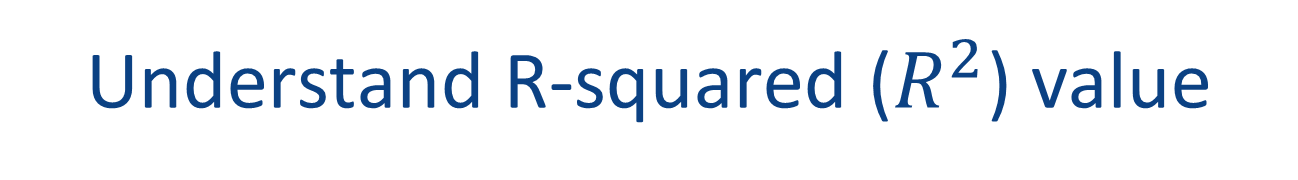 Understand R-squared (𝑅²) value